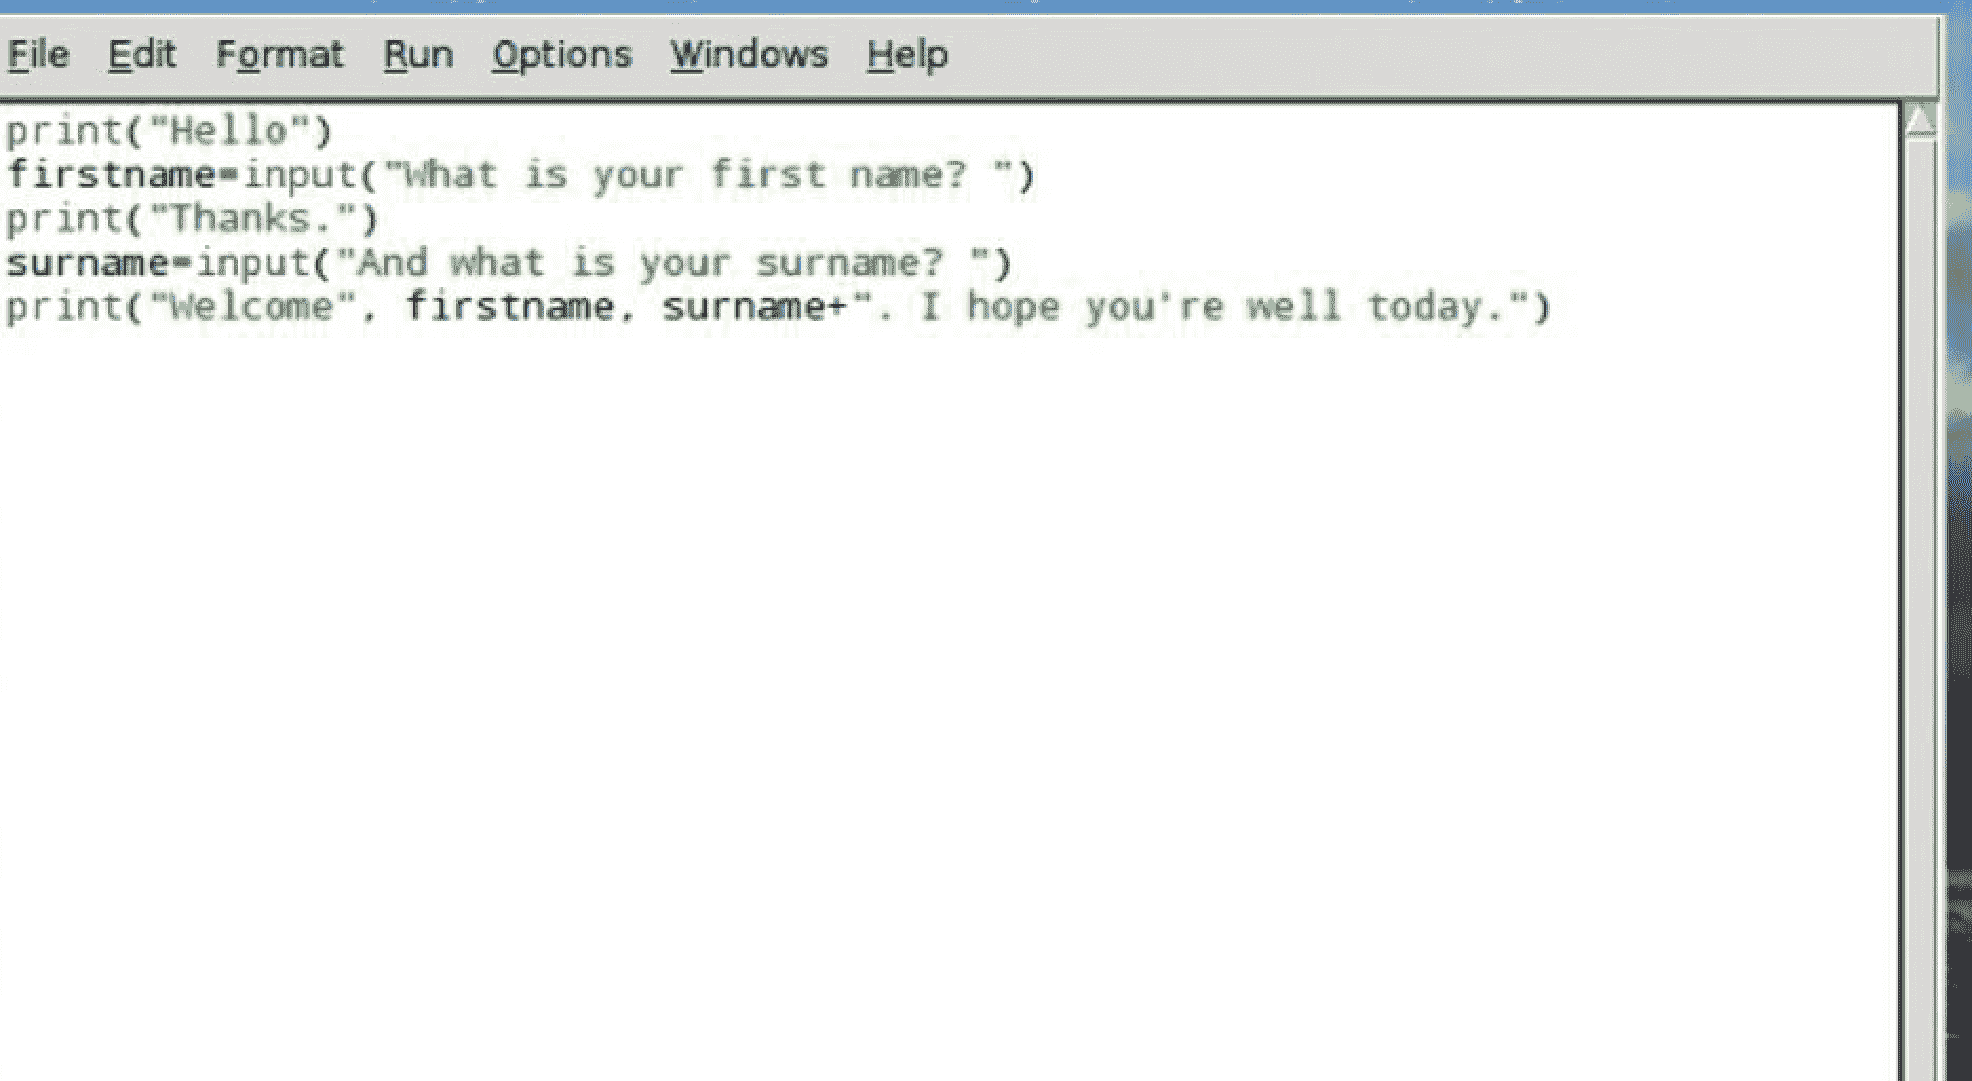 File Edit Format Run Options Windows Help
print("Hello")
firstname=input("What is your first name? ")
print("Thanks.")
surname=input("And what is your surname? ")
print("Welcome", firstname, surname+". I hope you're well today.")